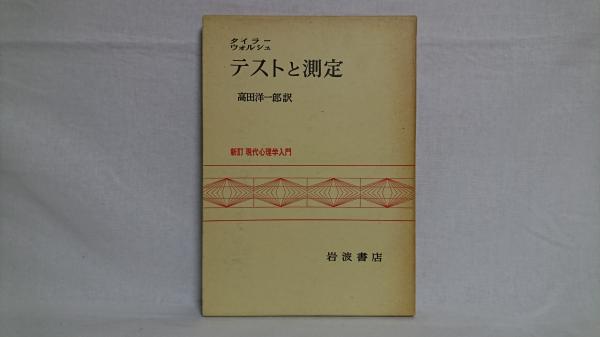 タイラー
ウォルシュ
テストと測定
高田洋一郎訳
新訂 現代心理学入門
岩波書店